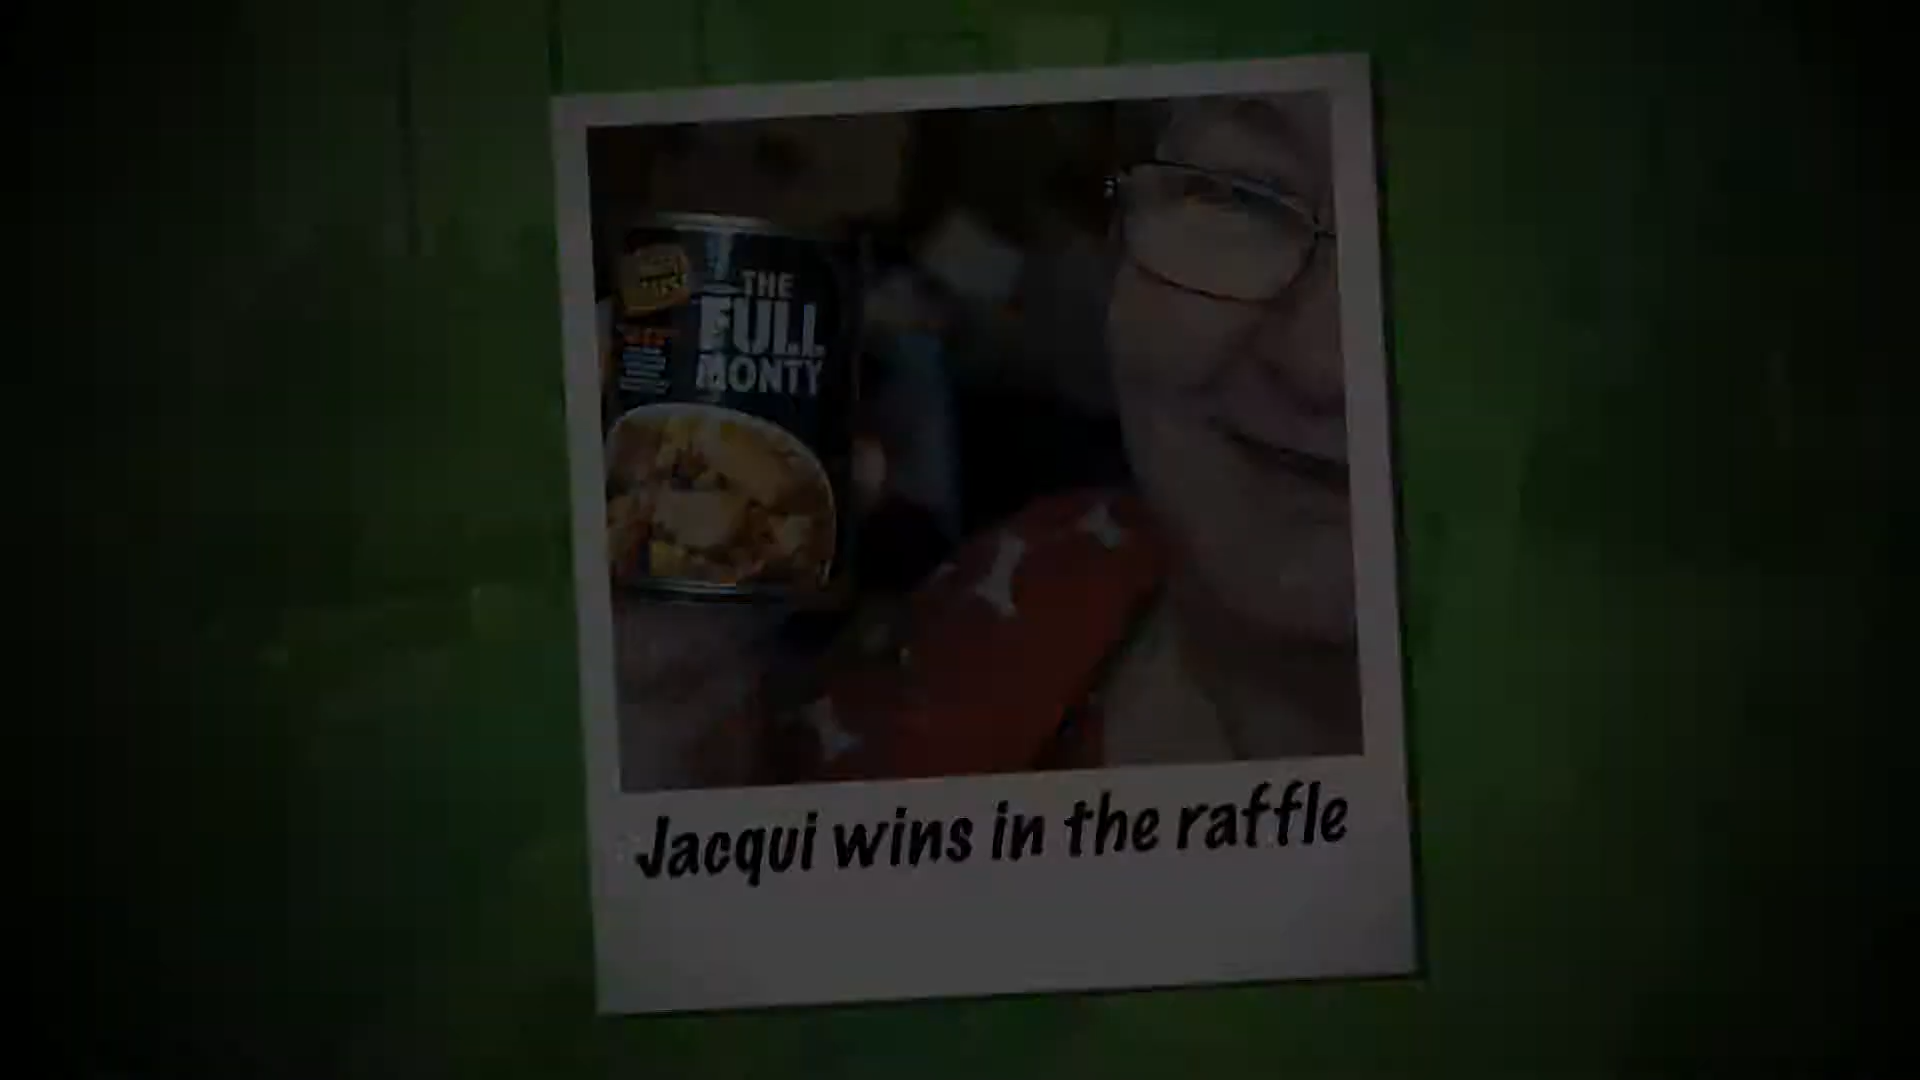 THE
FULL
MONTY
Jacqui wins in the raffle